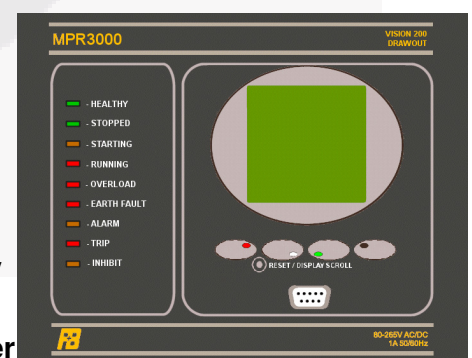 MPR3000
VISION 200
DRAWOUT
- HEALTHY
- STOPPED
- STARTING
- RUNNING
- OVERLOAD
- EARTH FAULT
- ALARM
- TRIP
- INHIBIT
RESET / DISPLAY SCROLL
80-265V AC/DC
1A 50/60Hz
er